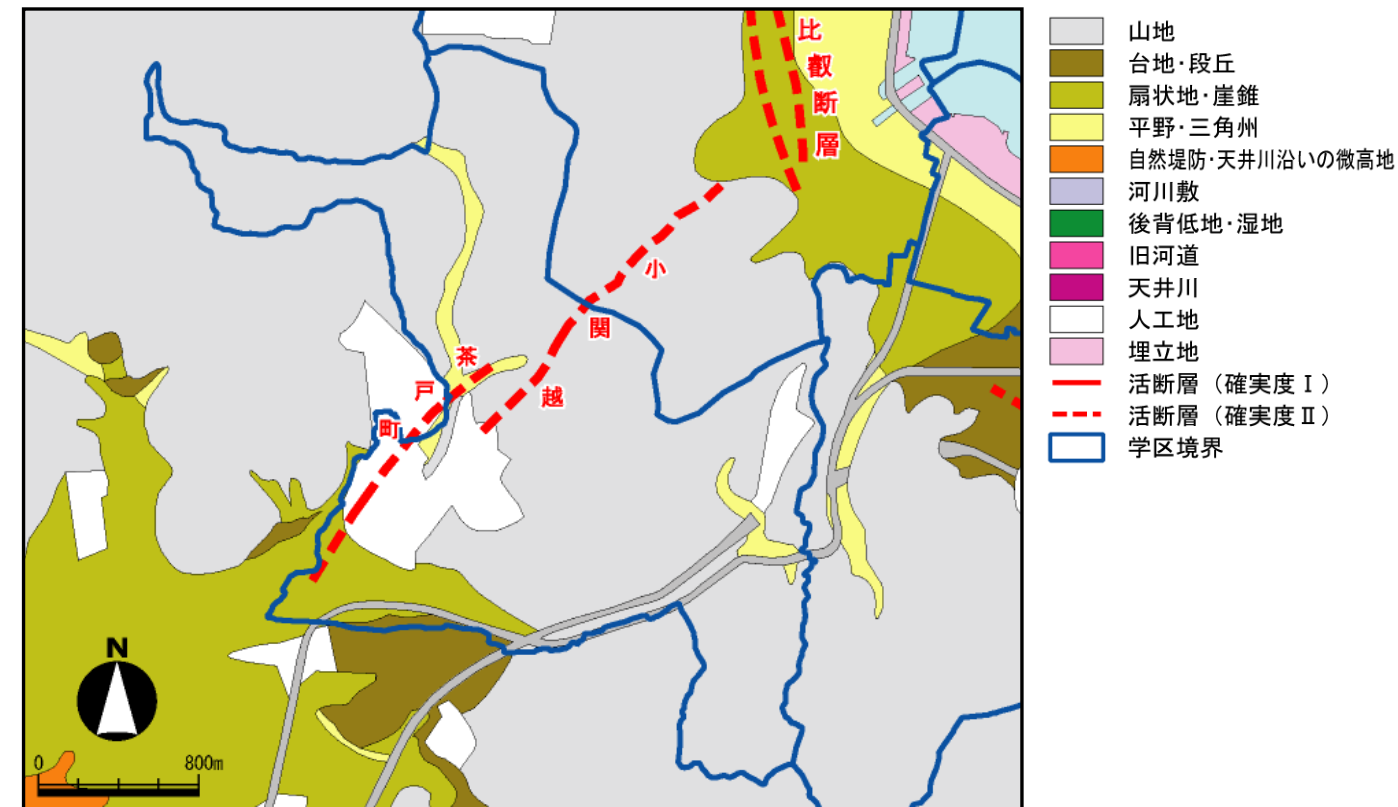 比叡断層
小関越
茶戸町
N
0 800m
山地
台地・段丘
扇状地・崖錐
平野・三角州
自然堤防・天井川沿いの微高地
河川敷
後背低地・湿地
旧河道
天井川
人工地
埋立地
活断層（確実度Ⅰ）
活断層（確実度Ⅱ）
学区境界